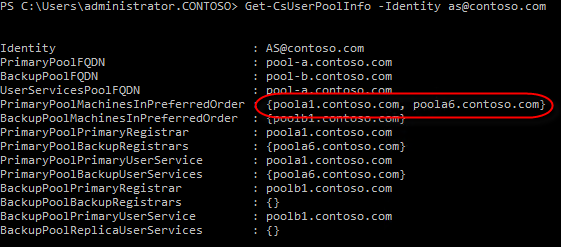 PS C:\Users\administrator.CONTOSO> Get-CsUserPoolInfo -Identity as@contoso.com
Identity : AS@contoso.com
PrimaryPoolFQDN : pool-a.contoso.com
BackupPoolFQDN : pool-b.contoso.com
UserServicesPoolFQDN : pool-a.contoso.com
PrimaryPoolMachinesInPreferredOrder : {poola1.contoso.com, poola6.contoso.com}
BackupPoolMachinesInPreferredOrder : {poolb1.contoso.com}
PrimaryPoolPrimaryRegistrar : poola1.contoso.com
PrimaryPoolBackupRegistrars : {poola6.contoso.com}
PrimaryPoolPrimaryUserService : poola1.contoso.com
PrimaryPoolBackupUserServices : {poola6.contoso.com}
BackupPoolPrimaryRegistrar : poolb1.contoso.com
BackupPoolBackupRegistrars : {}
BackupPoolPrimaryUserService : poolb1.contoso.com
BackupPoolReplicaUserServices : {}